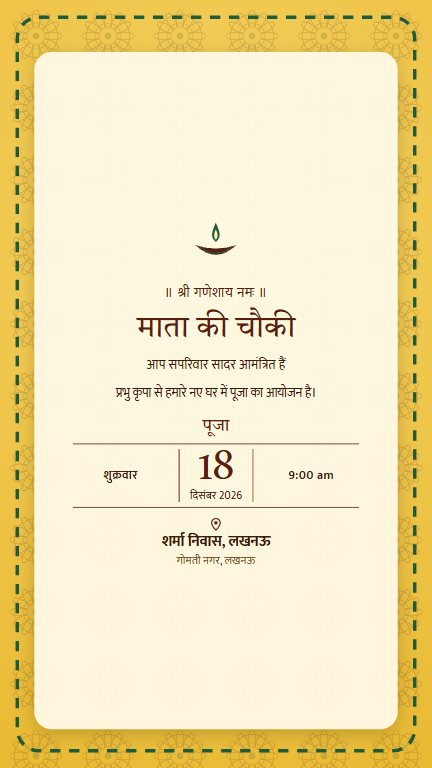 ॥ श्री गणेशाय नमः ॥
माता की चौकी
आप सपरिवार सादर आमंत्रित हैं
प्रभु कृपा से हमारे नए घर में पूजा का आयोजन है।
पूजा
शुक्रवार
18
दिसंबर 2026
9:00 am
शर्मा निवास, लखनऊ
गोमती नगर, लखनऊ